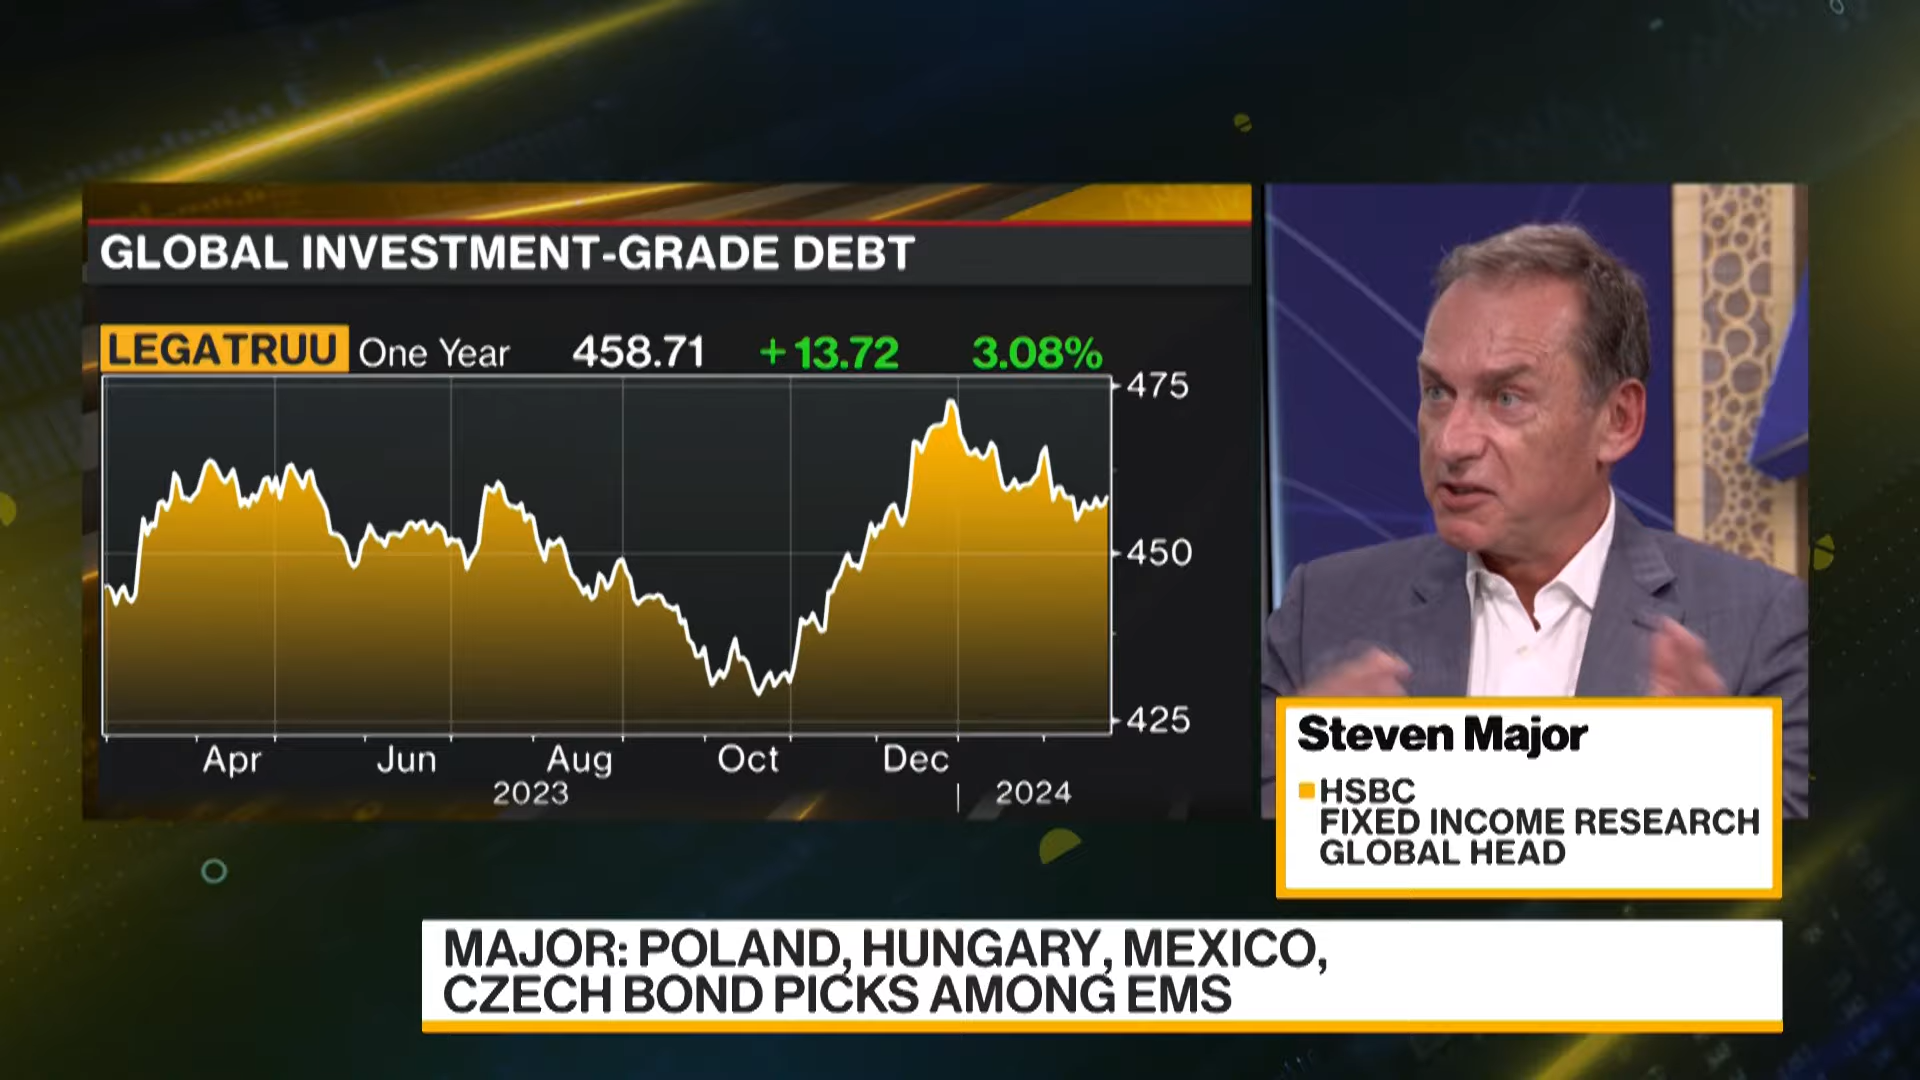 GLOBAL INVESTMENT-GRADE DEBT
LEGATRUU One Year 458.71 +13.72 3.08%
475
450
425
Apr Jun Aug Oct Dec
2023 2024
Steven Major
HSBC
FIXED INCOME RESEARCH
GLOBAL HEAD
MAJOR: POLAND, HUNGARY, MEXICO,
CZECH BOND PICKS AMONG EMS